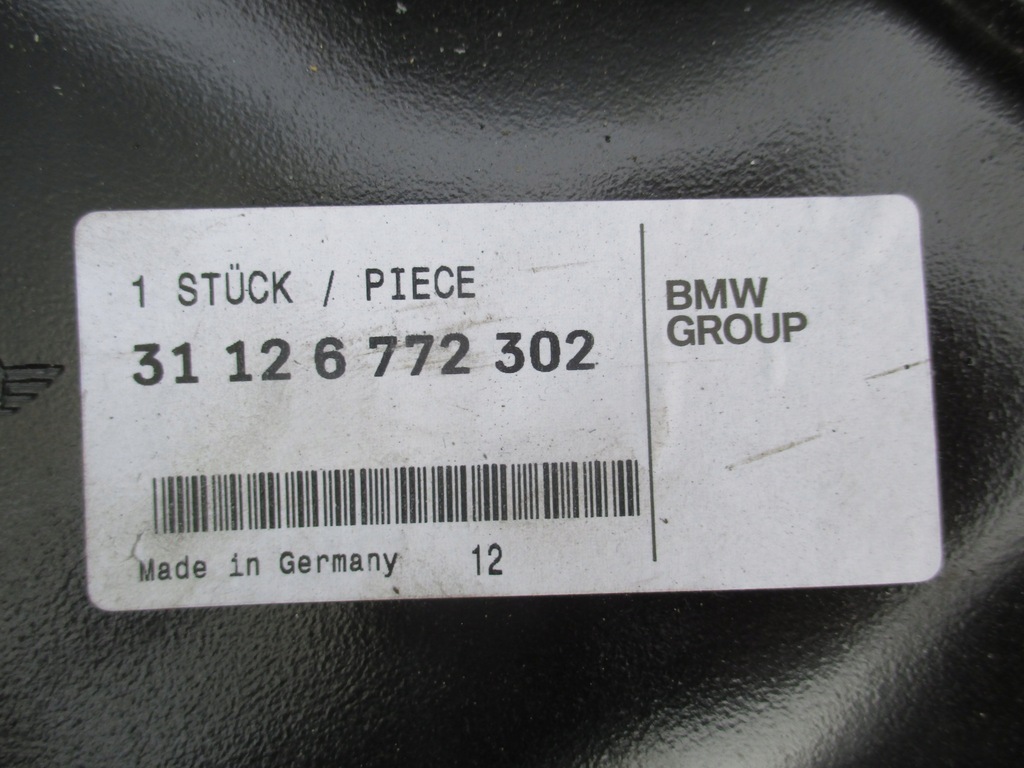 1 STÜCK / PIECE
31 12 6 772 302
BMW
GROUP
Made in Germany 12